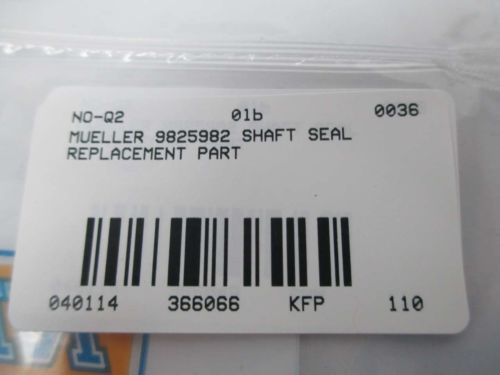 NO-Q2 01b 0036
MUELLER 9825982 SHAFT SEAL
REPLACEMENT PART
040114 366066 KFP 110